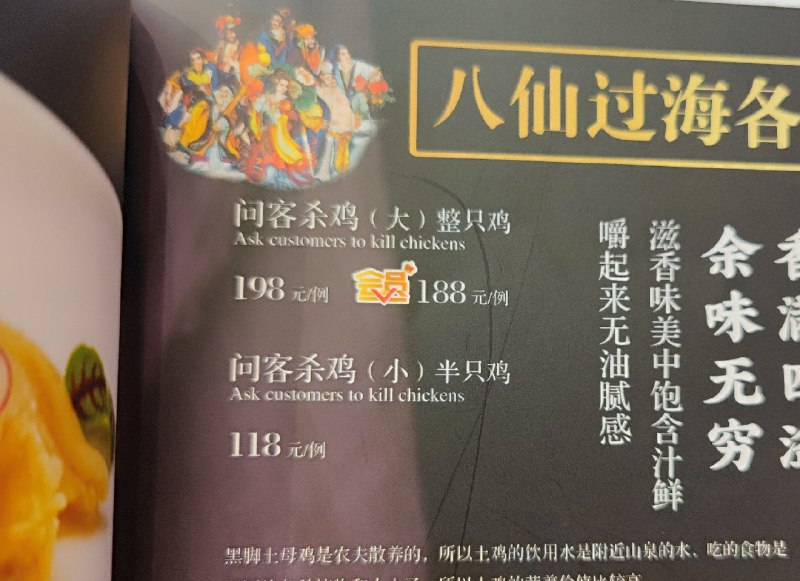 八仙过海各
问客杀鸡（大）整只鸡
Ask customers to kill chickens
198 元/例 会员 188 元/例
问客杀鸡（小）半只鸡
Ask customers to kill chickens
118 元/例
香满四溢
余味无穷
滋香味美中饱含汁鲜
嚼起来无油腻感
黑脚土母鸡是农夫散养的，所以土鸡的饮用水是附近山泉的水、吃的食物是